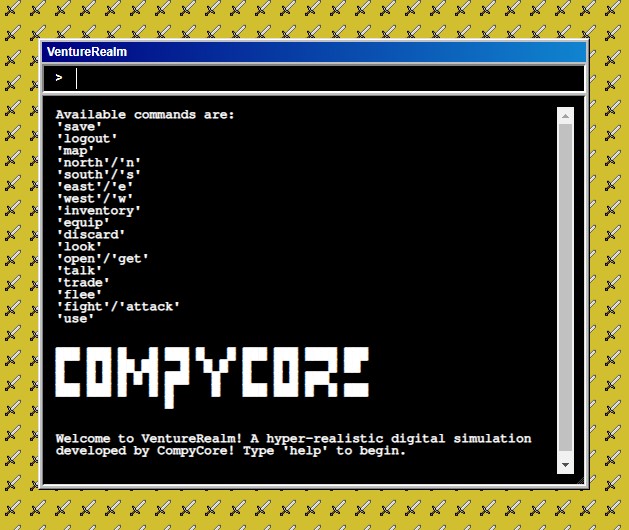 VentureRealm
>
Available commands are:
'save'
'logout'
'map'
'north'/'n'
'south'/'s'
'east'/'e'
'west'/'w'
'inventory'
'equip'
'discard'
'look'
'open'/'get'
'talk'
'trade'
'flee'
'fight'/'attack'
'use'
COMPYCORE
Welcome to VentureRealm! A hyper-realistic digital simulation
developed by CompyCore! Type 'help' to begin.